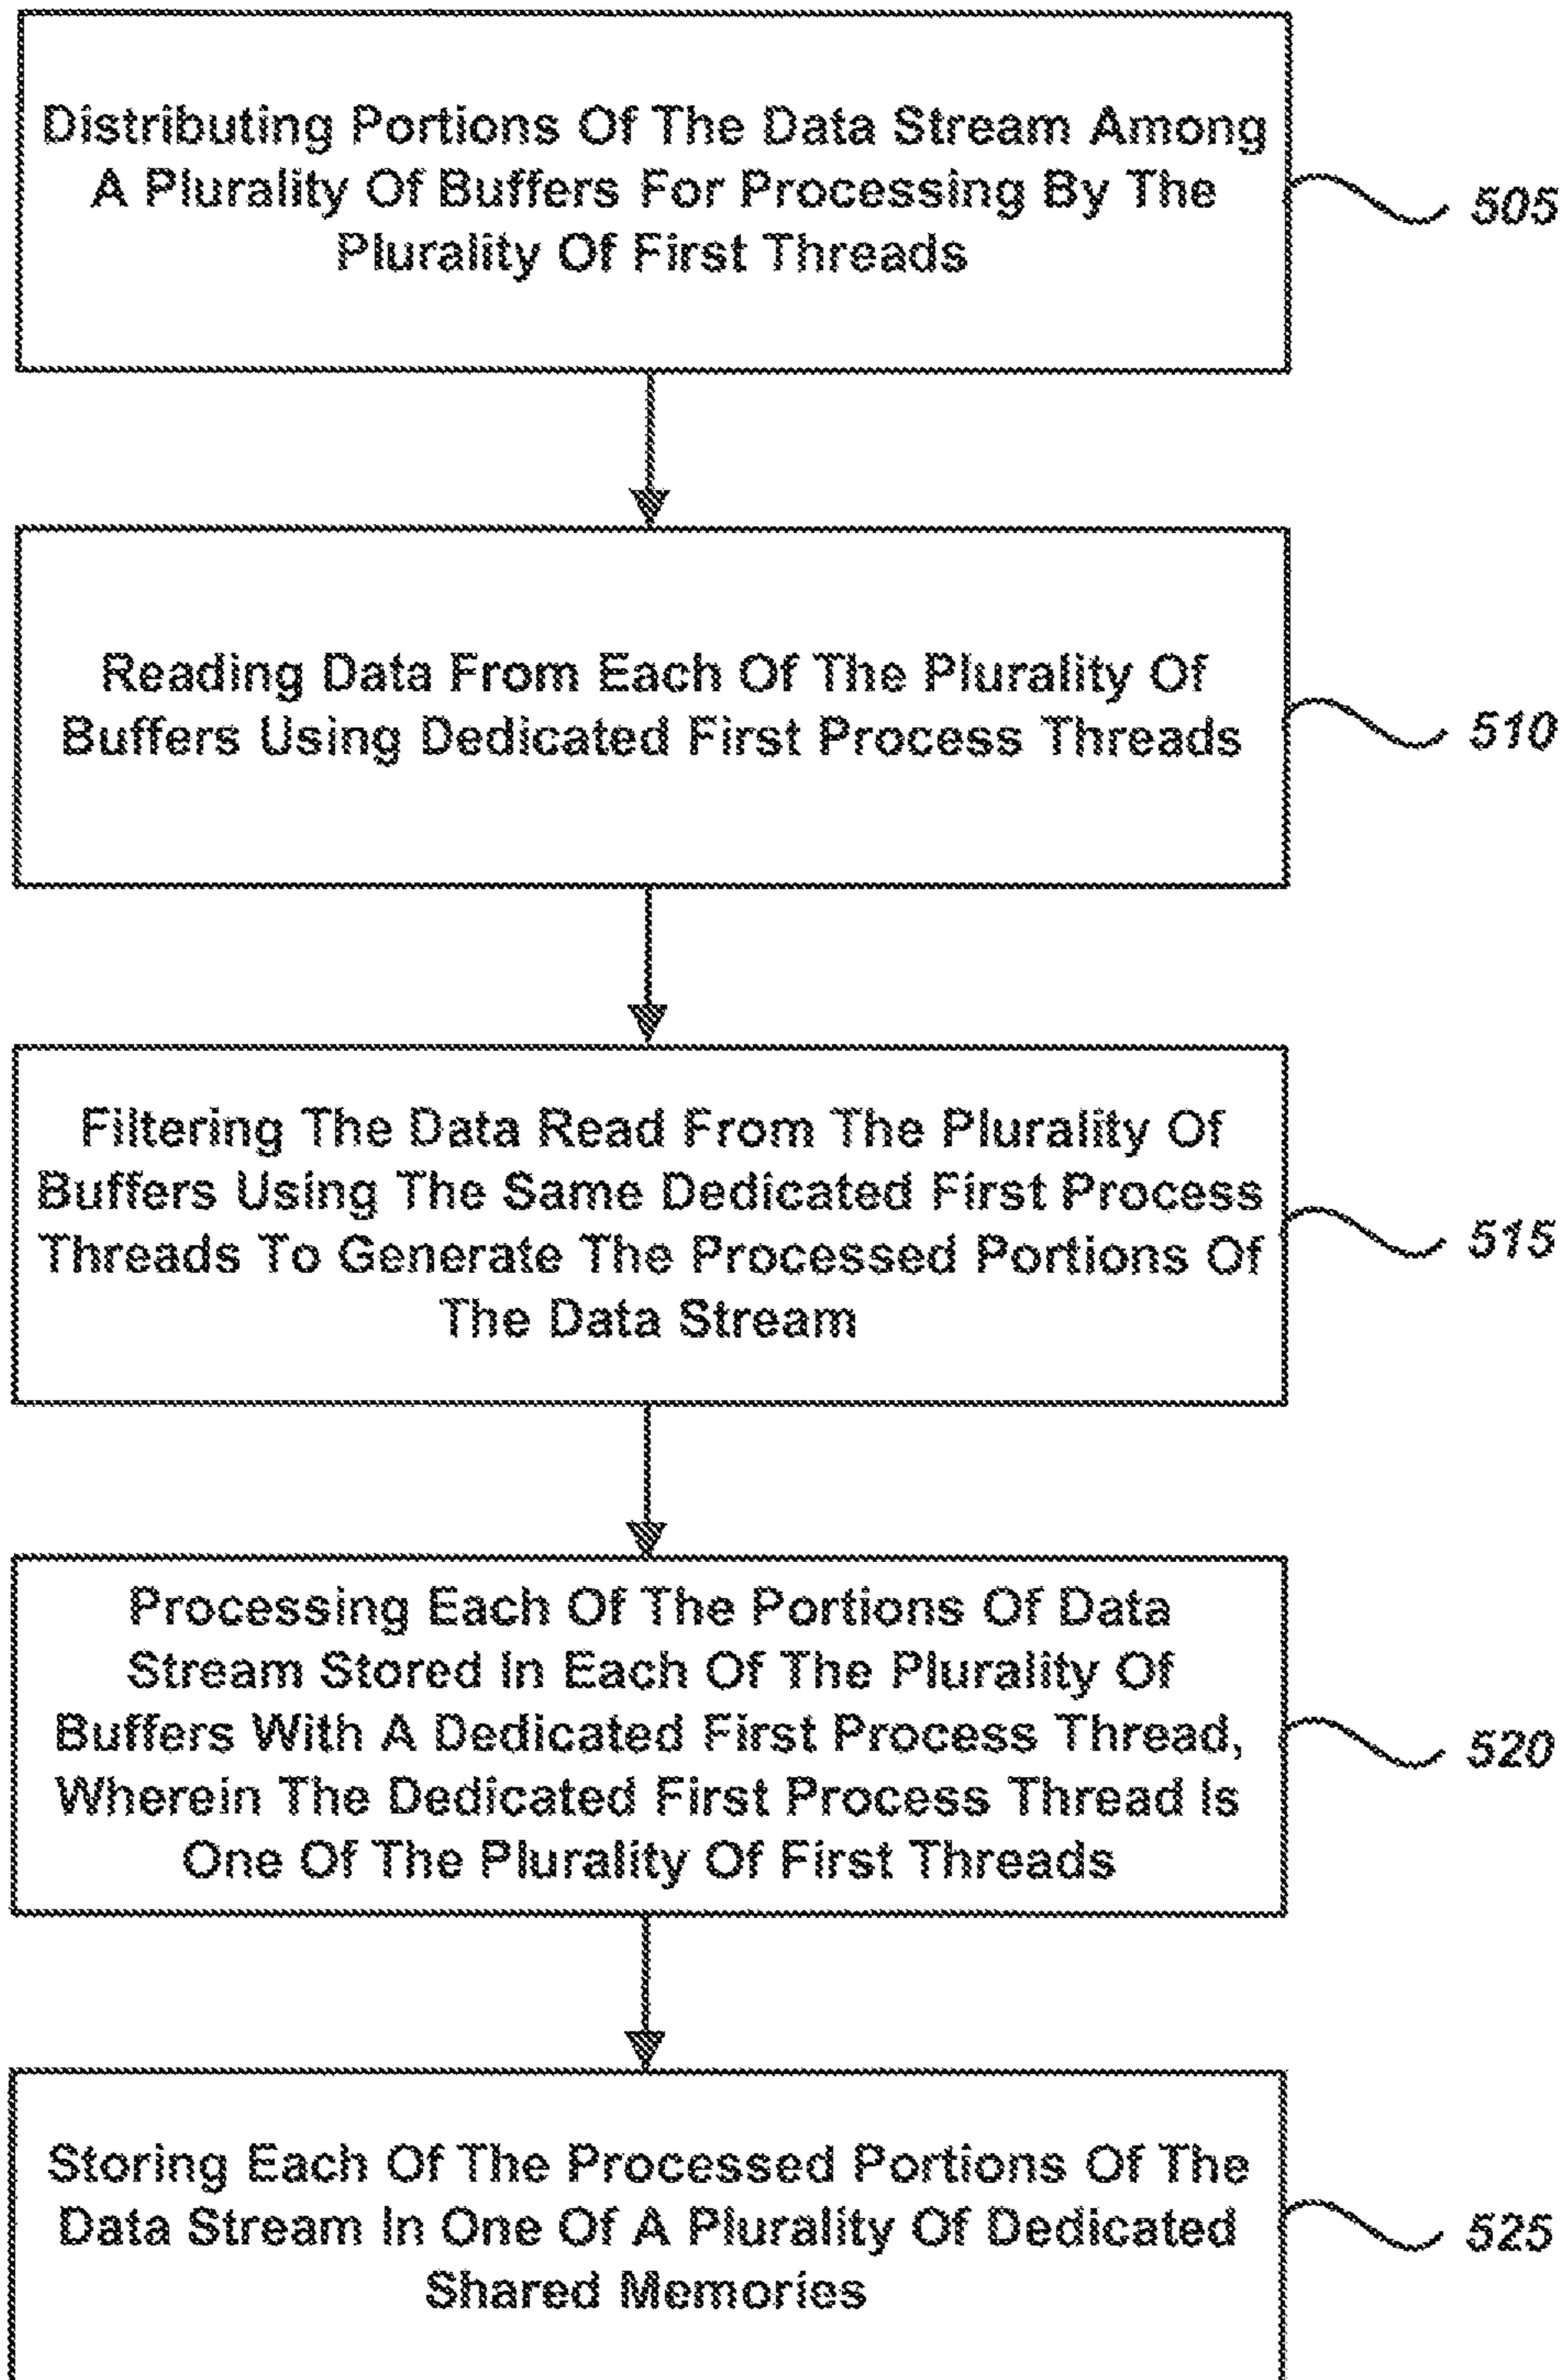 Distributing Portions Of The Data Stream Among
A Plurality Of Buffers For Processing By The
Plurality Of First Threads
505
Reading Data From Each Of The Plurality Of
Buffers Using Dedicated First Process Threads
510
Filtering The Data Read From The Plurality Of
Buffers Using The Same Dedicated First Process
Threads To Generate The Processed Portions Of
The Data Stream
515
Processing Each Of The Portions Of Data
Stream Stored In Each Of The Plurality Of
Buffers With A Dedicated First Process Thread,
Wherein The Dedicated First Process Thread Is
One Of The Plurality Of First Threads
520
Storing Each Of The Processed Portions Of The
Data Stream In One Of A Plurality Of Dedicated
Shared Memories
525